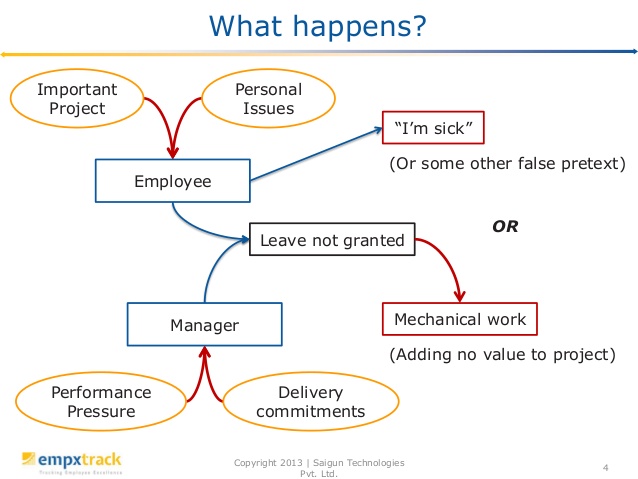 What happens?
Important
Project
Personal
Issues
“I’m sick”
(Or some other false pretext)
Employee
OR
Leave not granted
Manager
Mechanical work
(Adding no value to project)
Performance
Pressure
Delivery
commitments
empxtrack
Tracking Employee Excellence
Copyright 2013 | Saigun Technologies
Pvt. Ltd.
4